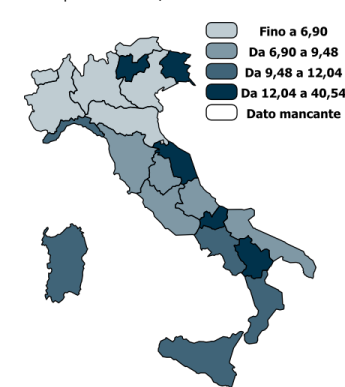 Fino a 6,90
Da 6,90 a 9,48
Da 9,48 a 12,04
Da 12,04 a 40,54
Dato mancante